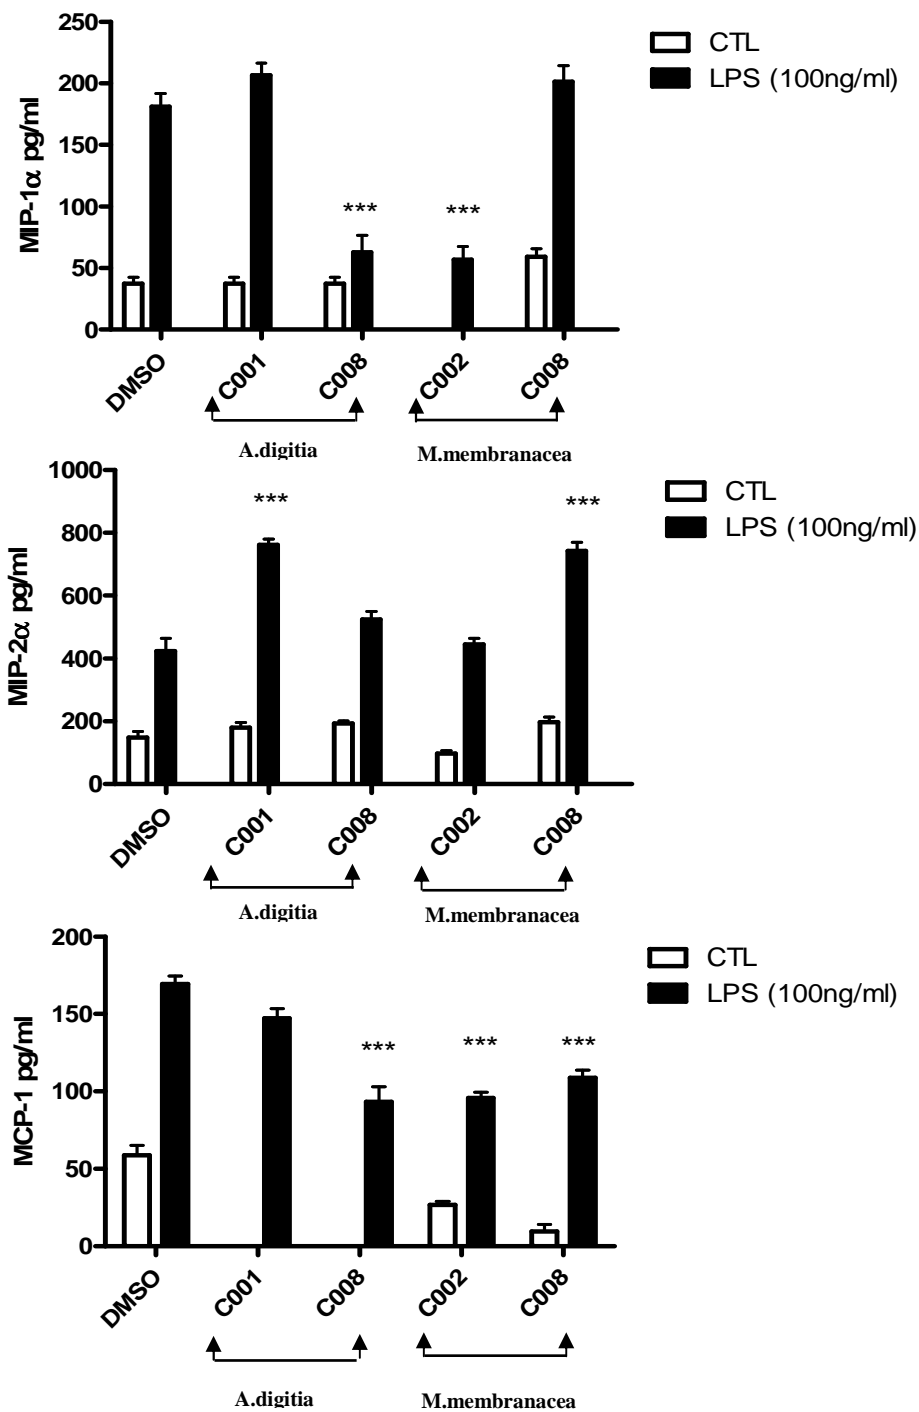 250
200
150
100
50
0
MIP-1α pg/ml
CTL
LPS (100ng/ml)
*** ***
DMSO C001 C008 C002 C008
A.digitia M.membranacea
1000
800
600
400
200
0
MIP-2α pg/ml
CTL
LPS (100ng/ml)
*** ***
DMSO C001 C008 C002 C008
A.digitia M.membranacea
200
150
100
50
0
MCP-1 pg/ml
CTL
LPS (100ng/ml)
*** *** ***
DMSO C001 C008 C002 C008
A.digitia M.membranacea